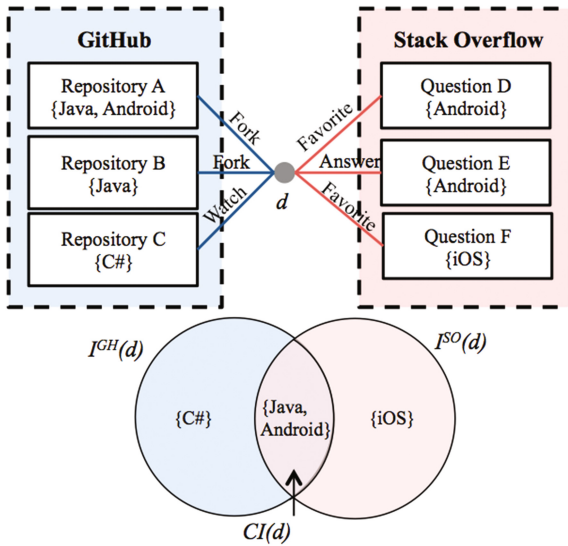 GitHub
Repository A
{Java, Android}
Repository B
{Java}
Repository C
{C#}
Fork
Fork
Watch
d
Stack Overflow
Question D
{Android}
Question E
{Android}
Question F
{iOS}
Favorite
Answer
Favorite
I^GH(d)
I^SO(d)
{C#}
{Java,
Android}
{iOS}
CI(d)